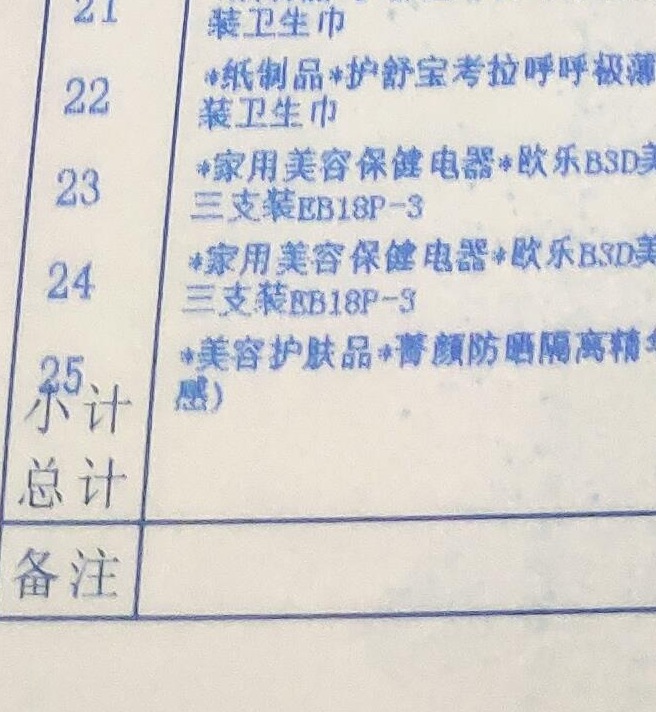 21
装卫生巾
22
*纸制品*护舒宝考拉呼呼极薄
装卫生巾
23
*家用美容保健电器*欧乐B3D美
三支装EB18P-3
24
*家用美容保健电器*欧乐B3D美
三支装EB18P-3
25
*美容护肤品*菁颜防晒隔离精华
感)
小计
总计
备注